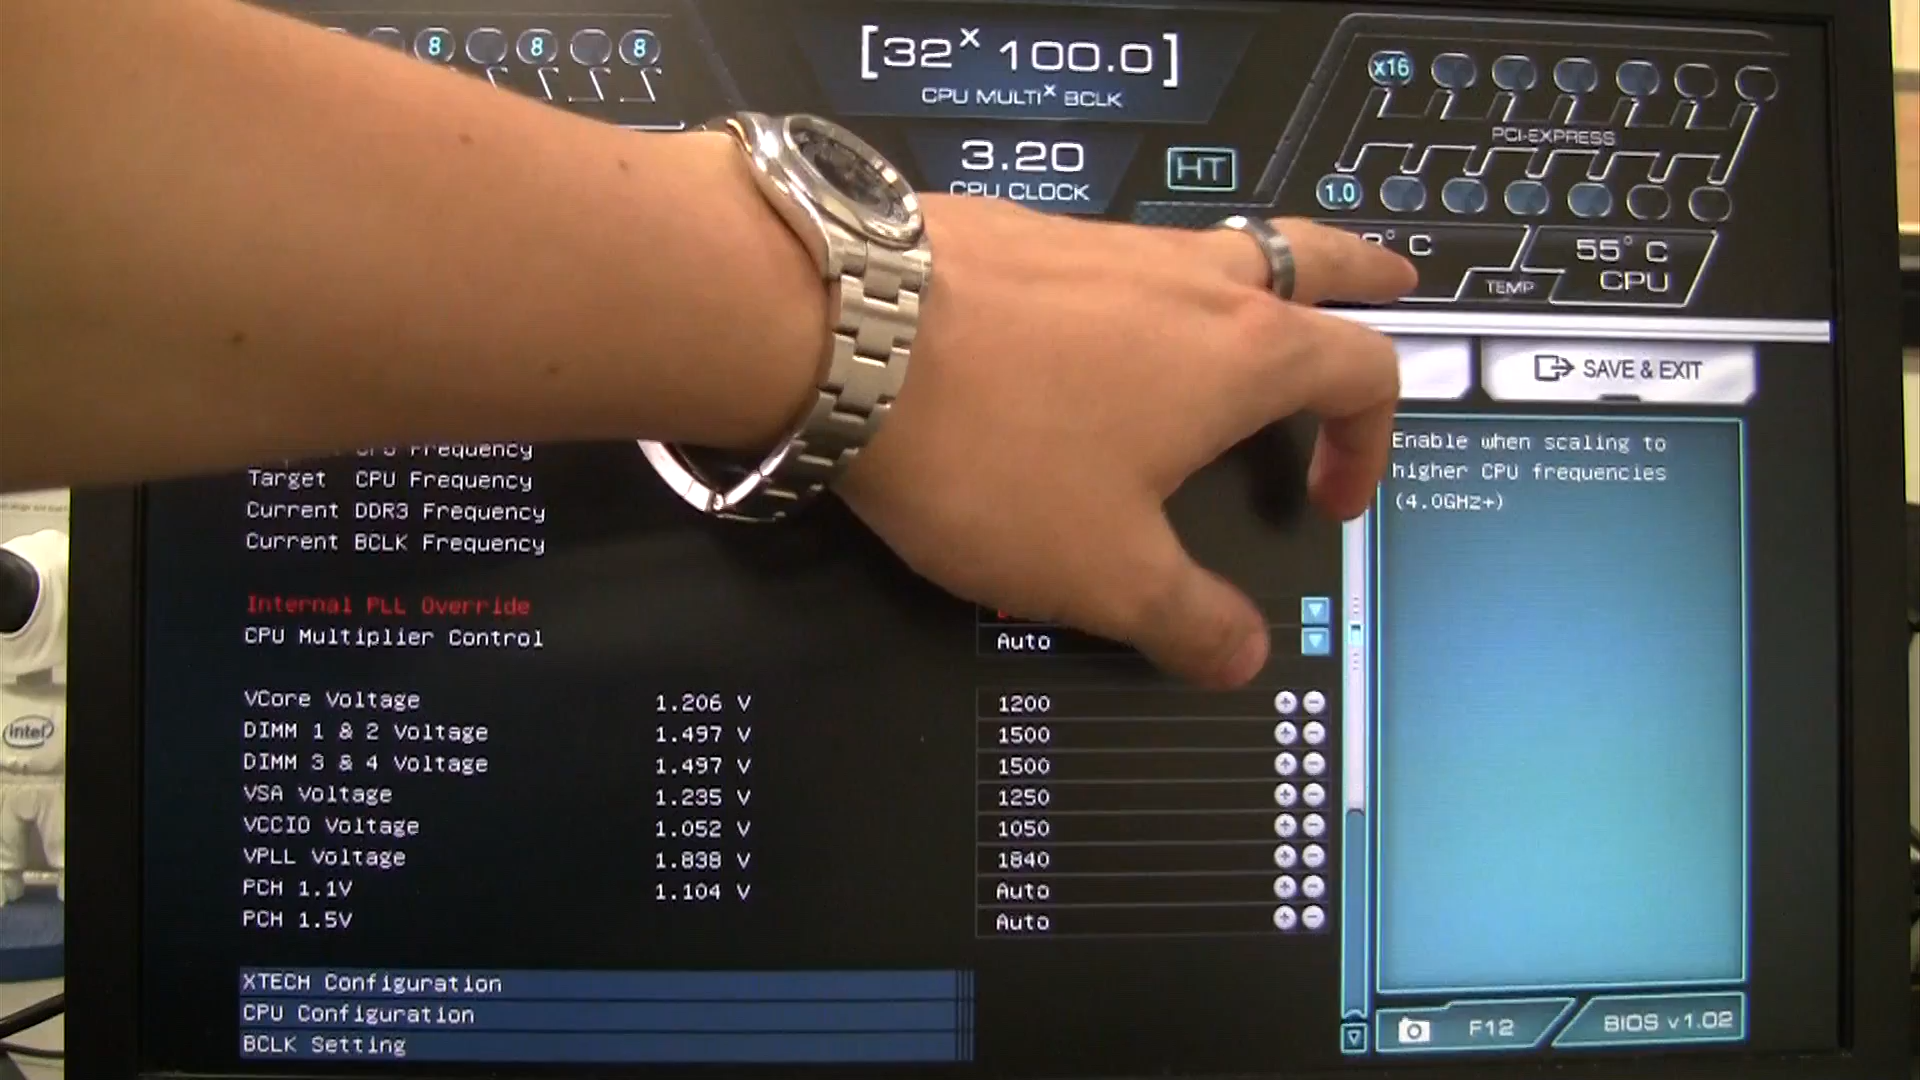 8 8 8
[32 x 100.0]
CPU MULTI x BCLK
3.20
CPU CLOCK
HT
x16
PCI-EXPRESS
1.0
° C
55° C
TEMP
CPU
SAVE & EXIT
Enable when scaling to
higher CPU frequencies
(4.0GHz+)
CPU Frequency
Target CPU Frequency
Current DDR3 Frequency
Current BCLK Frequency
Internal PLL Override
CPU Multiplier Control Auto
VCore Voltage 1.206 V 1200
DIMM 1 & 2 Voltage 1.497 V 1500
DIMM 3 & 4 Voltage 1.497 V 1500
VSA Voltage 1.235 V 1250
VCCIO Voltage 1.052 V 1050
VPLL Voltage 1.838 V 1840
PCH 1.1V 1.104 V Auto
PCH 1.5V Auto
XTECH Configuration
CPU Configuration
BCLK Setting
F12
BIOS v1.02
intel